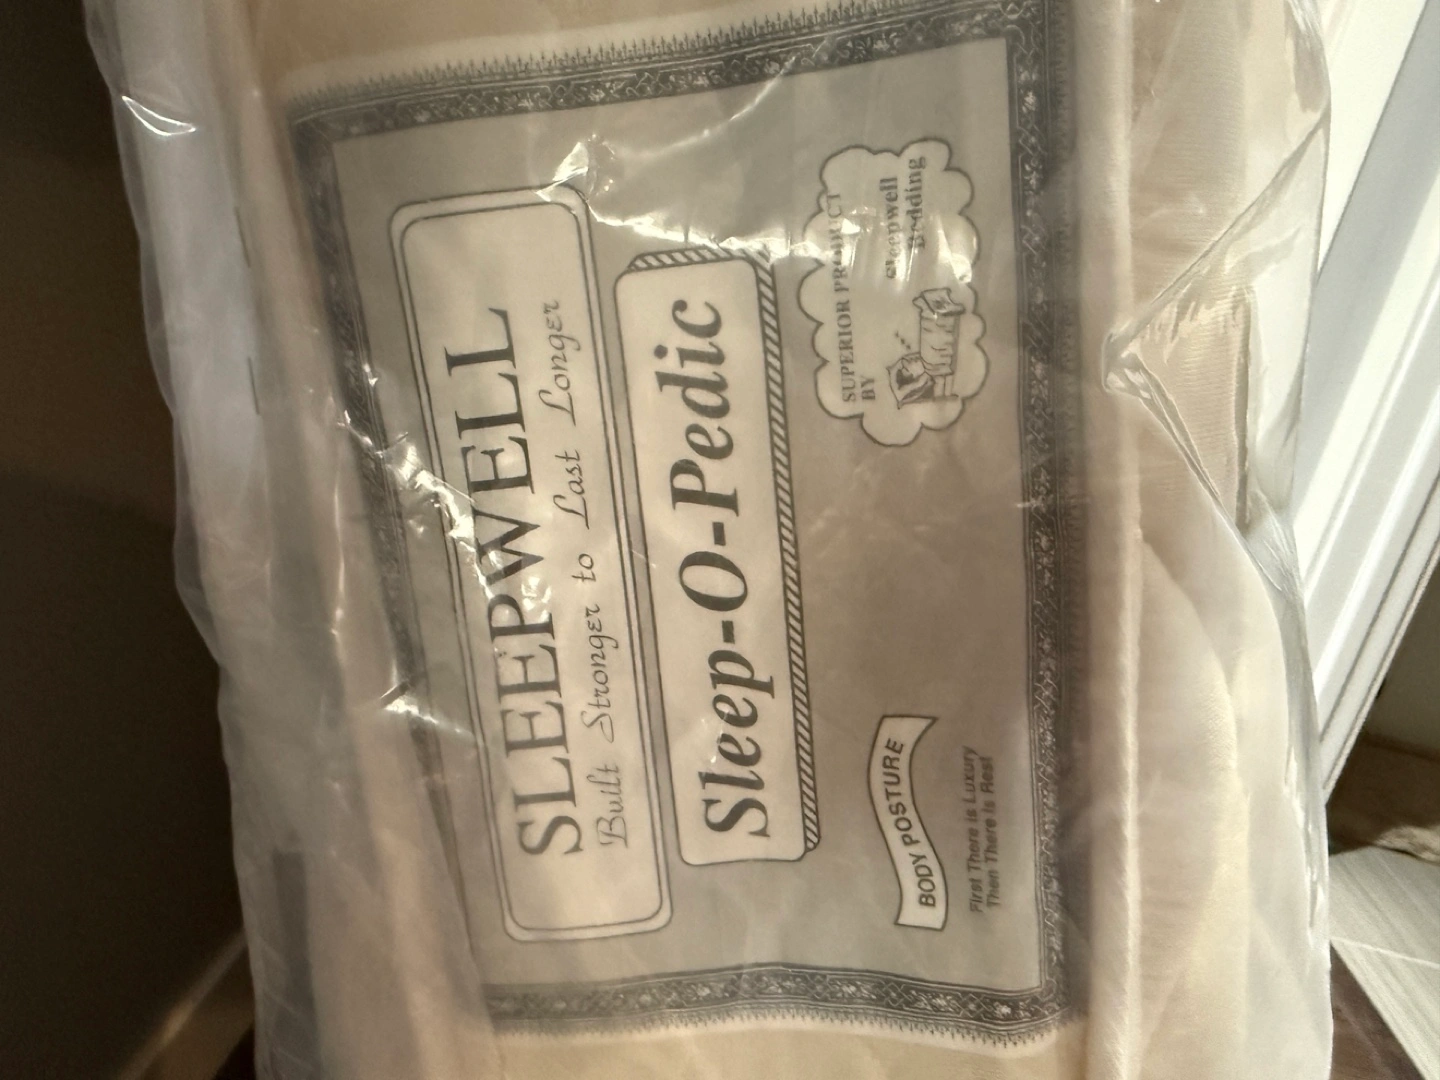 SLEEPWELL
Built Stronger to Last Longer
Sleep-O-Pedic
BODY POSTURE
First There is Luxury
Then There is Rest
SUPERIOR PRODUCT
BY
Sleepwell
Bedding